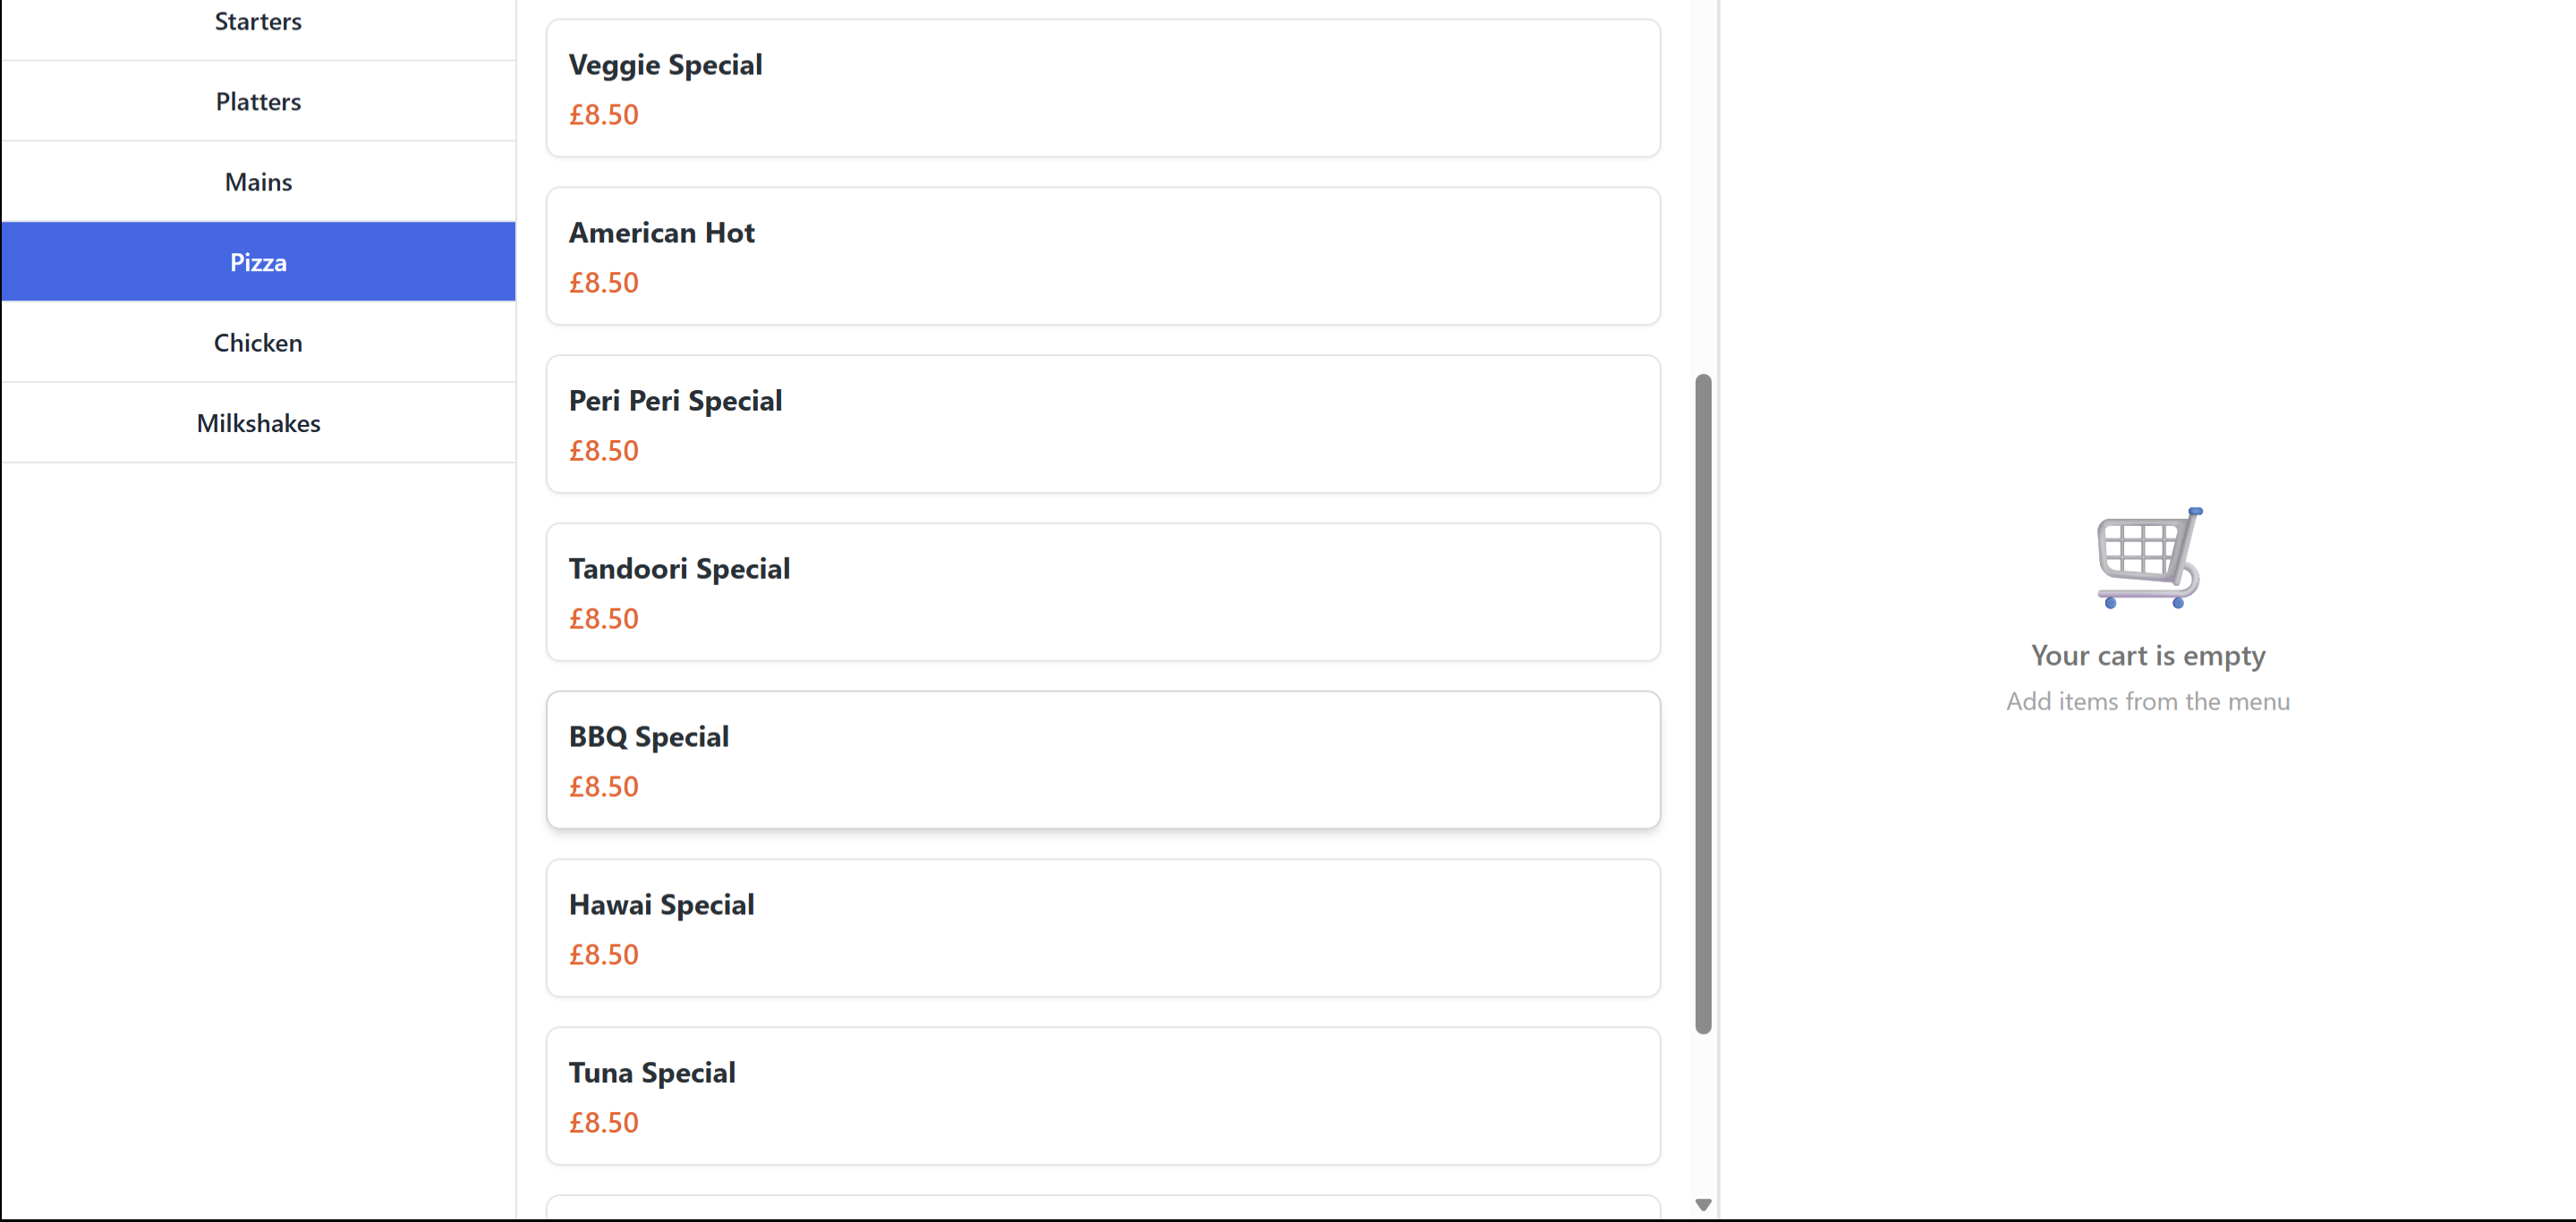 Starters
Platters
Mains
Pizza
Chicken
Milkshakes
Veggie Special
£8.50
American Hot
£8.50
Peri Peri Special
£8.50
Tandoori Special
£8.50
BBQ Special
£8.50
Hawai Special
£8.50
Tuna Special
£8.50
Your cart is empty
Add items from the menu